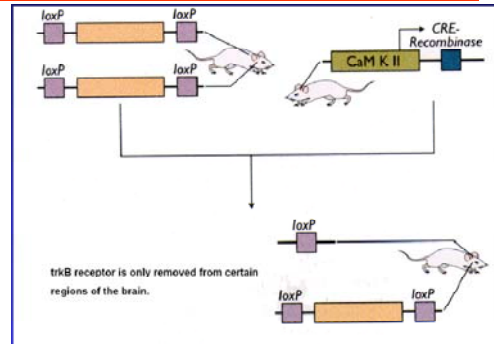 loxP loxP
loxP loxP
CRE-
Recombinase
CaM K II
loxP
trkB receptor is only removed from certain
regions of the brain.
loxP loxP